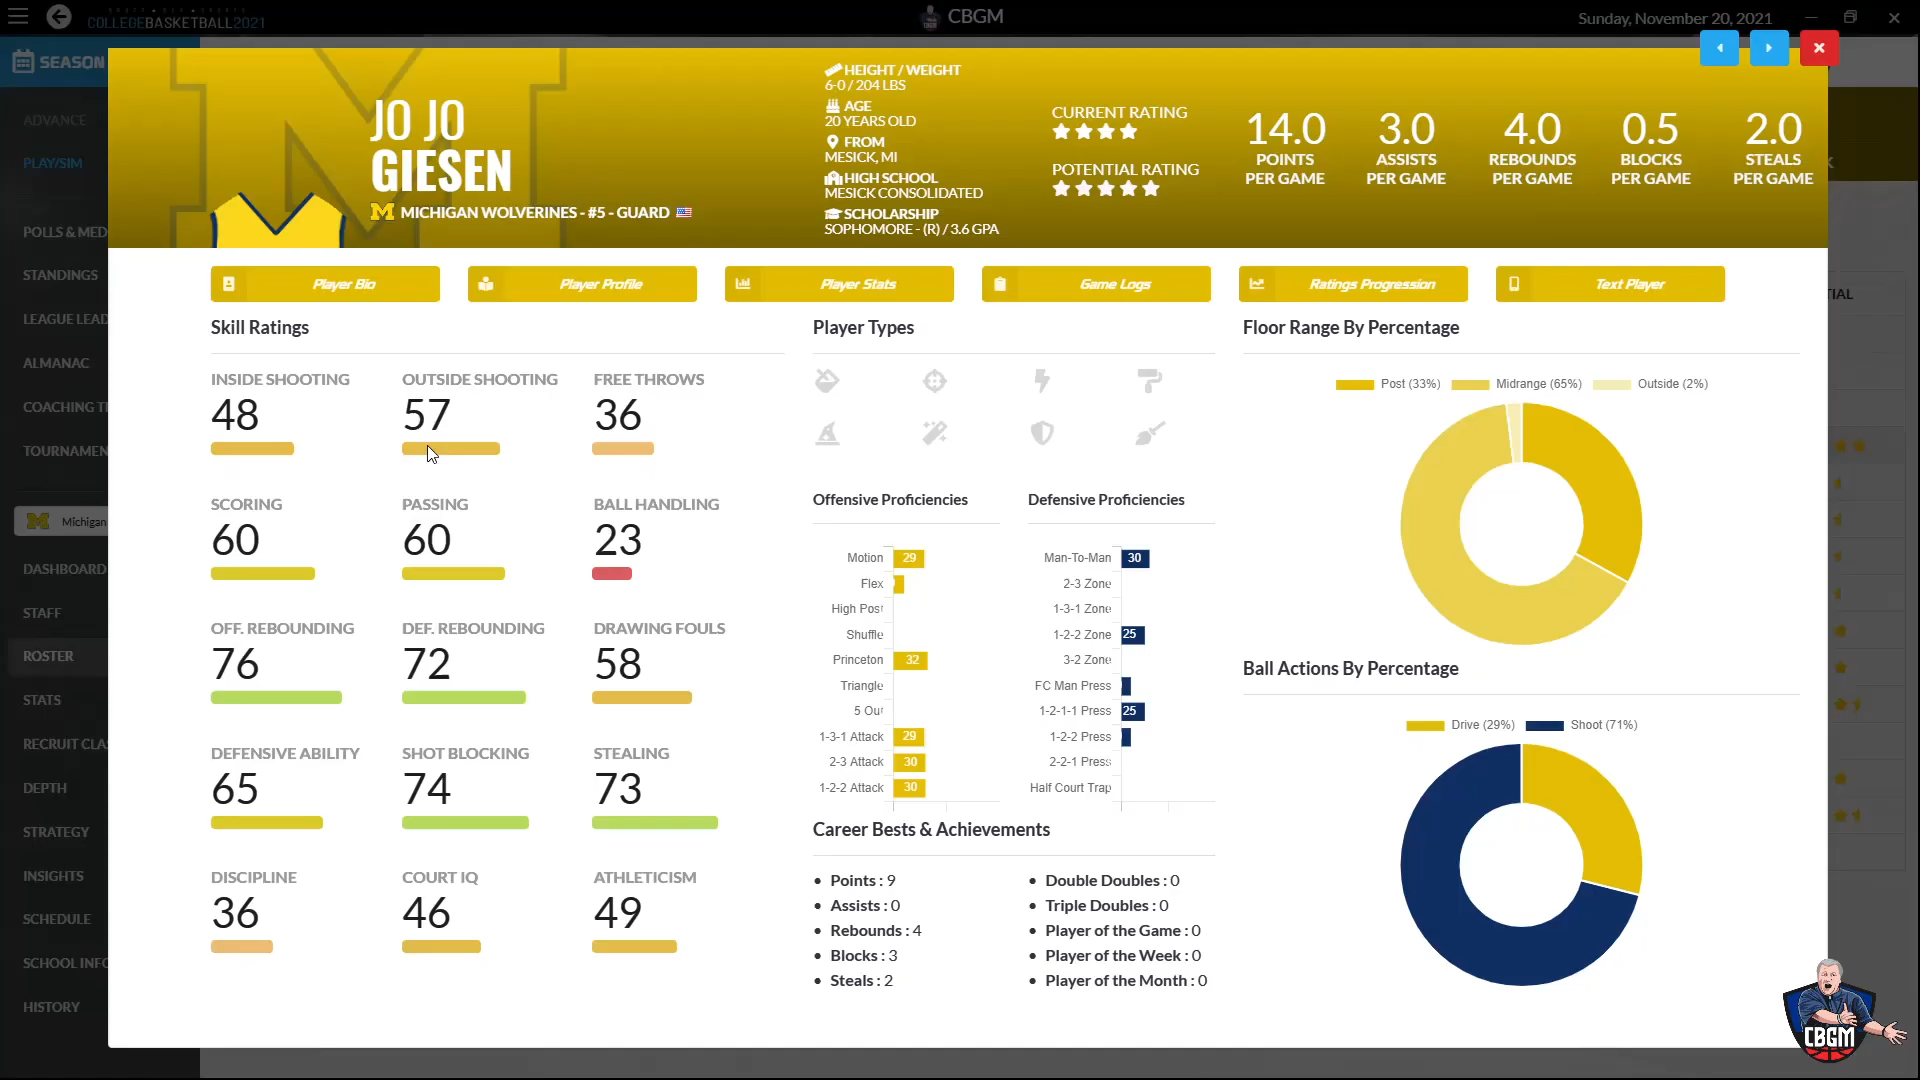 COLLEGEBASKETBALL2021
CBGM
Sunday, November 20, 2021
SEASON
ADVANCE
PLAY/SIM
POLLS & MED
STANDINGS
LEAGUE LEAD
ALMANAC
COACHING T
TOURNAMEN
Michigan
DASHBOARD
STAFF
ROSTER
STATS
RECRUIT CLA
DEPTH
STRATEGY
INSIGHTS
SCHEDULE
SCHOOL INFO
HISTORY
JO JO
GIESEN
MICHIGAN WOLVERINES - #5 - GUARD
HEIGHT / WEIGHT
6-0 / 204 LBS
AGE
20 YEARS OLD
FROM
MESICK, MI
HIGH SCHOOL
MESICK CONSOLIDATED
SCHOLARSHIP
SOPHOMORE - (R) / 3.6 GPA
CURRENT RATING
POTENTIAL RATING
14.0
POINTS
PER GAME
3.0
ASSISTS
PER GAME
4.0
REBOUNDS
PER GAME
0.5
BLOCKS
PER GAME
2.0
STEALS
PER GAME
Player Bio
Player Profile
Player Stats
Game Logs
Ratings Progression
Text Player
TIAL
Skill Ratings
INSIDE SHOOTING
48
OUTSIDE SHOOTING
57
FREE THROWS
36
SCORING
60
PASSING
60
BALL HANDLING
23
OFF. REBOUNDING
76
DEF. REBOUNDING
72
DRAWING FOULS
58
DEFENSIVE ABILITY
65
SHOT BLOCKING
74
STEALING
73
DISCIPLINE
36
COURT IQ
46
ATHLETICISM
49
Player Types
Offensive Proficiencies
Motion 29
Flex
High Post
Shuffle
Princeton 32
Triangle
5 Out
1-3-1 Attack 29
2-3 Attack 30
1-2-2 Attack 30
Defensive Proficiencies
Man-To-Man 30
2-3 Zone
1-3-1 Zone
1-2-2 Zone 25
3-2 Zone
FC Man Press
1-2-1-1 Press 25
1-2-2 Press
2-2-1 Press
Half Court Trap
Career Bests & Achievements
Points : 9
Assists : 0
Rebounds : 4
Blocks : 3
Steals : 2
Double Doubles : 0
Triple Doubles : 0
Player of the Game : 0
Player of the Week : 0
Player of the Month : 0
Floor Range By Percentage
Post (33%) Midrange (65%) Outside (2%)
Ball Actions By Percentage
Drive (29%) Shoot (71%)
CBGM